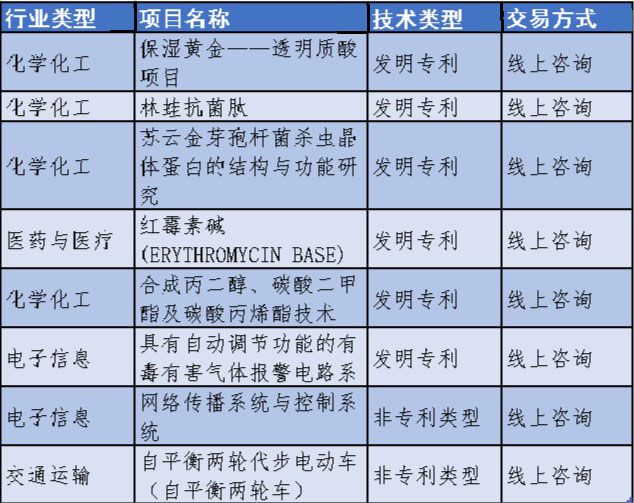 行业类型 项目名称 技术类型 交易方式
化学化工 保湿黄金——透明质酸项目 发明专利 线上咨询
化学化工 林蛙抗菌肽 发明专利 线上咨询
化学化工 苏云金芽孢杆菌杀虫晶体蛋白的结构与功能研究 发明专利 线上咨询
医药与医疗 红霉素碱(ERYTHROMYCIN BASE) 发明专利 线上咨询
化学化工 合成丙二醇、碳酸二甲酯及碳酸丙烯酯技术 发明专利 线上咨询
电子信息 具有自动调节功能的有毒有害气体报警电路系 发明专利 线上咨询
电子信息 网络传播系统与控制系统 非专利类型 线上咨询
交通运输 自平衡两轮代步电动车（自平衡两轮车） 非专利类型 线上咨询